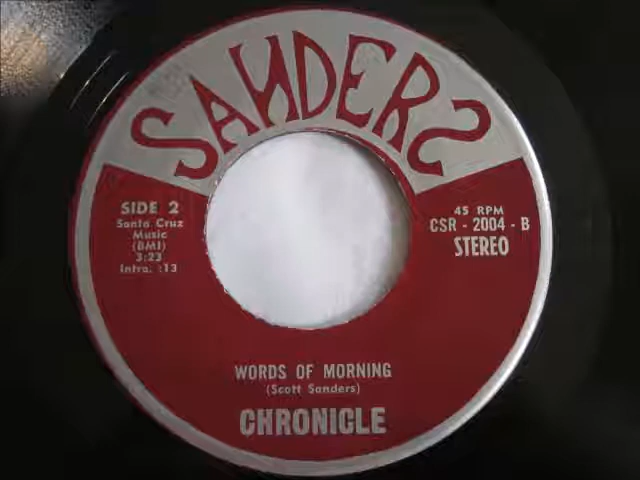 SANDERS
SIDE 2
Santa Cruz
Music
(BMI)
3:23
Intro. :13
45 RPM
CSR - 2004 - B
STEREO
WORDS OF MORNING
(Scott Sanders)
CHRONICLE